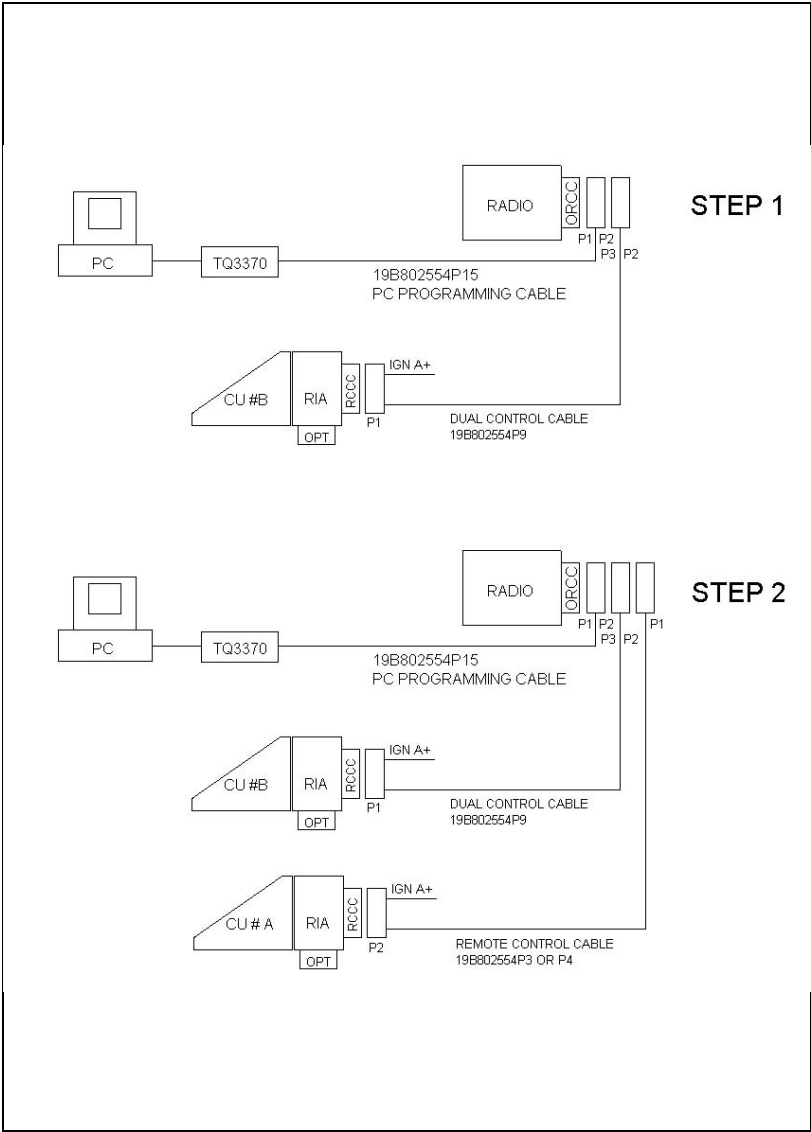 RADIO
ORCC
STEP 1
P1 P2
P3 P2
PC
TQ3370
19B802554P15
PC PROGRAMMING CABLE
CU #B
RIA
RCCC
IGN A+
P1
OPT
DUAL CONTROL CABLE
19B802554P9
RADIO
ORCC
STEP 2
P1 P2 P1
P3 P2
PC
TQ3370
19B802554P15
PC PROGRAMMING CABLE
CU #B
RIA
RCCC
IGN A+
P1
OPT
DUAL CONTROL CABLE
19B802554P9
CU # A
RIA
RCCC
IGN A+
P2
OPT
REMOTE CONTROL CABLE
19B802554P3 OR P4